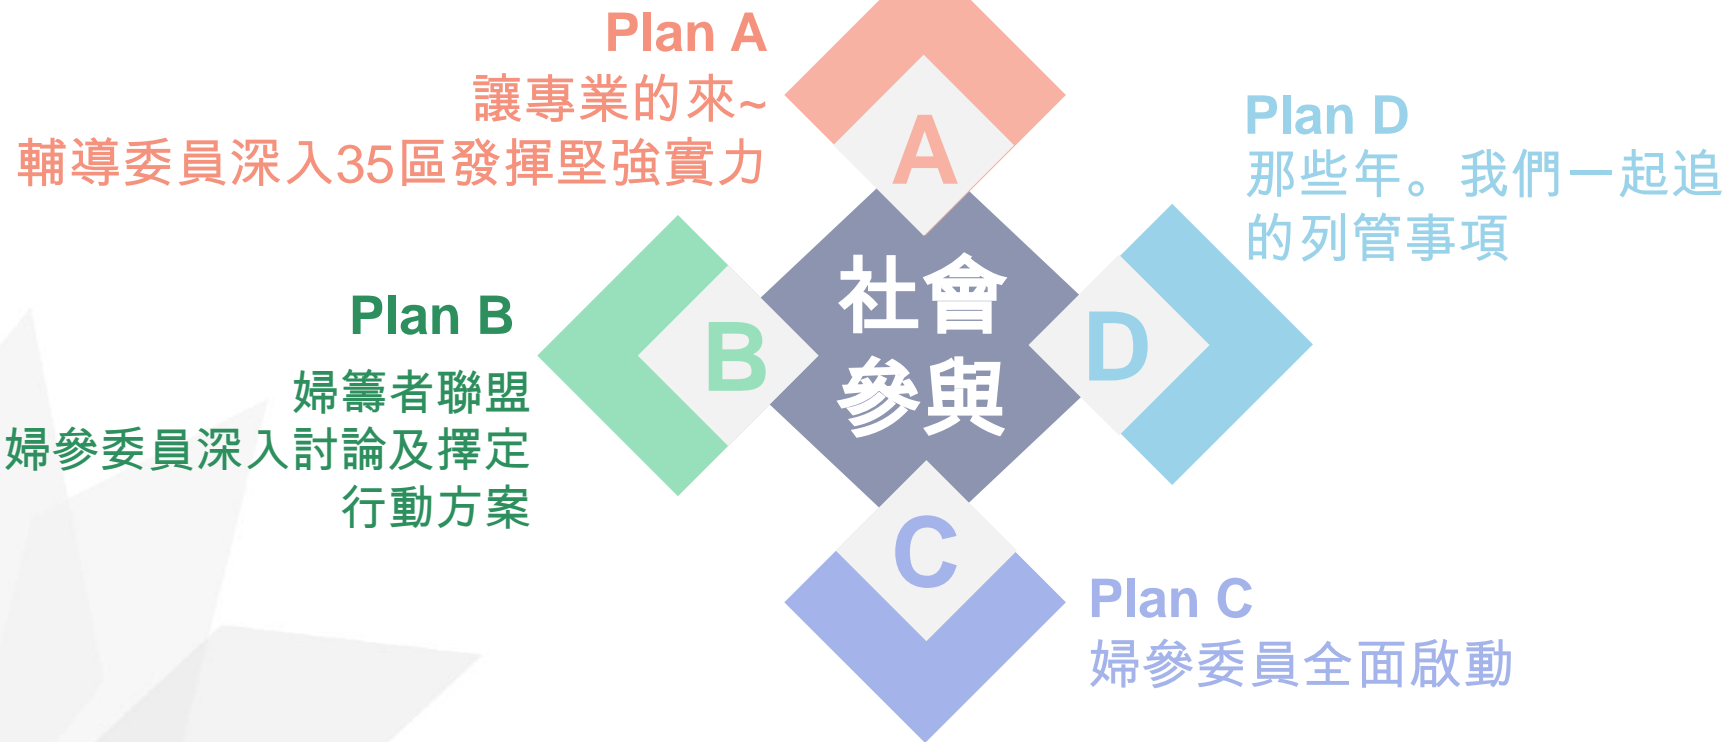 Plan A
讓專業的來~
輔導委員深入35區發揮堅強實力
A
Plan D
那些年。我們一起追
的列管事項
D
社會
參與
Plan B
婦籌者聯盟
婦參委員深入討論及擇定
行動方案
B
C
Plan C
婦參委員全面啟動